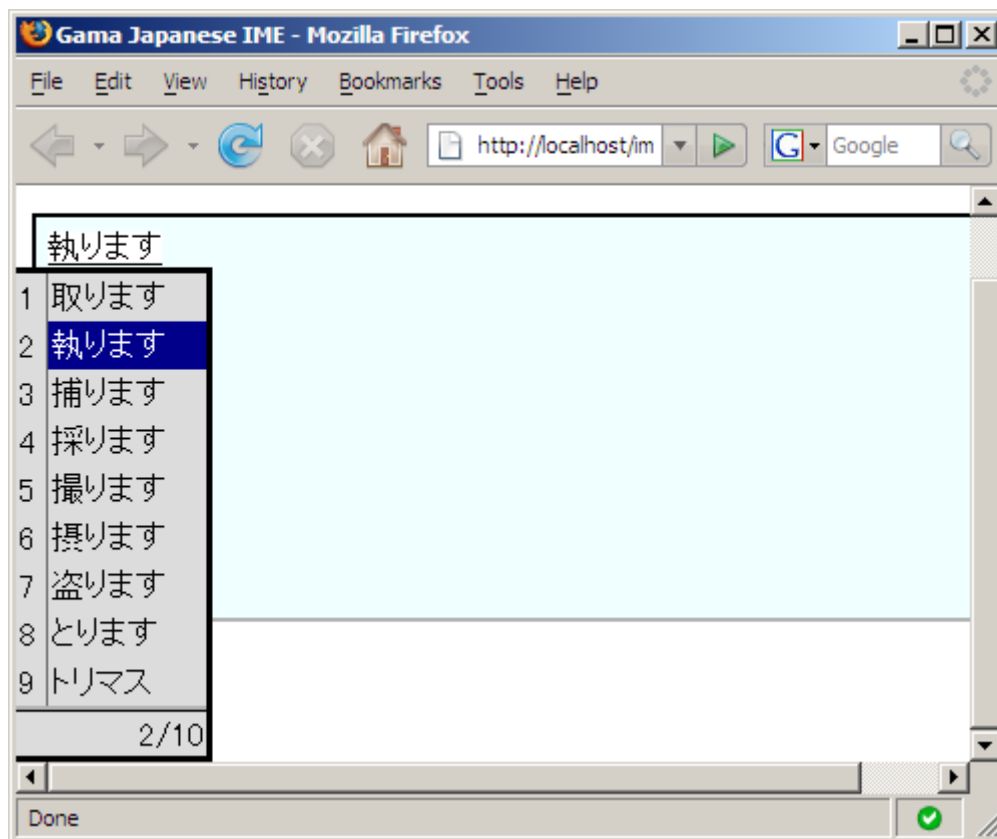 Gama Japanese IME - Mozilla Firefox
File Edit View History Bookmarks Tools Help
http://localhost/im G Google
執ります
1 取ります
2 執ります
3 捕ります
4 採ります
5 撮ります
6 摂ります
7 盗ります
8 とります
9 トリマス
2/10
Done